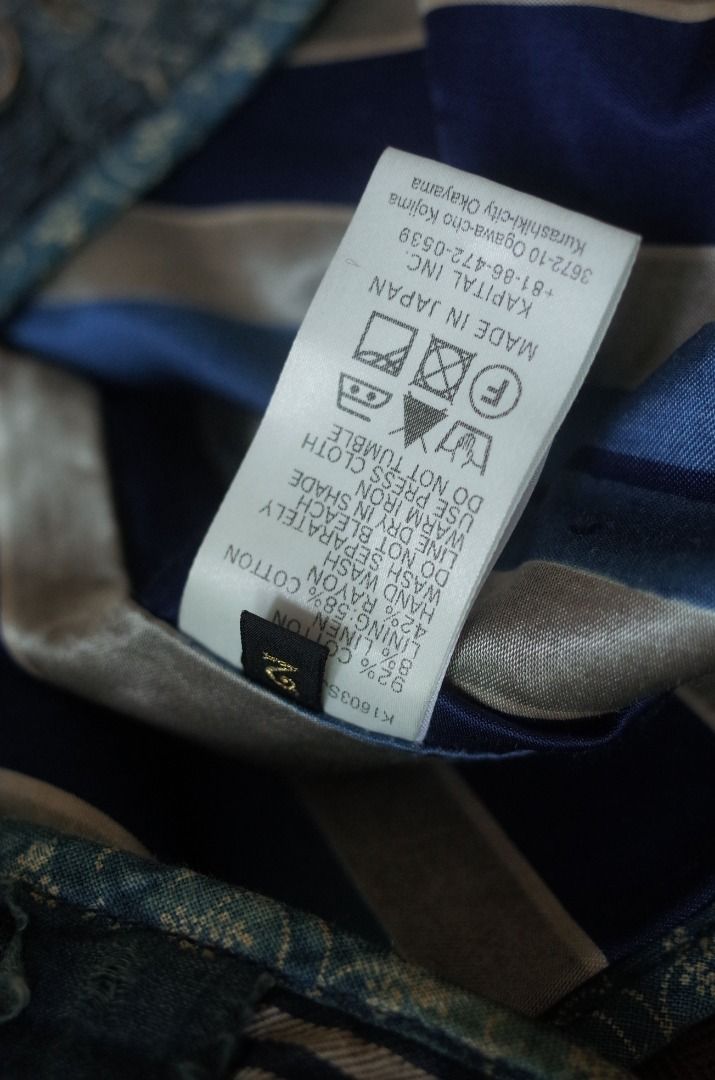 K1603S
92% COTTON
8% LINEN
LINING:58% COTTON
42% RAYON
HAND WASH
WASH SEPARATELY
DO NOT BLEACH
LINE DRY IN SHADE
WARM IRON
USE PRESS CLOTH
DO NOT TUMBLE
F
MADE IN JAPAN
KAPITAL INC.
+81-86-472-0539
3672-10 Ogawa-cho Kojima
Kurashiki-city Okayama